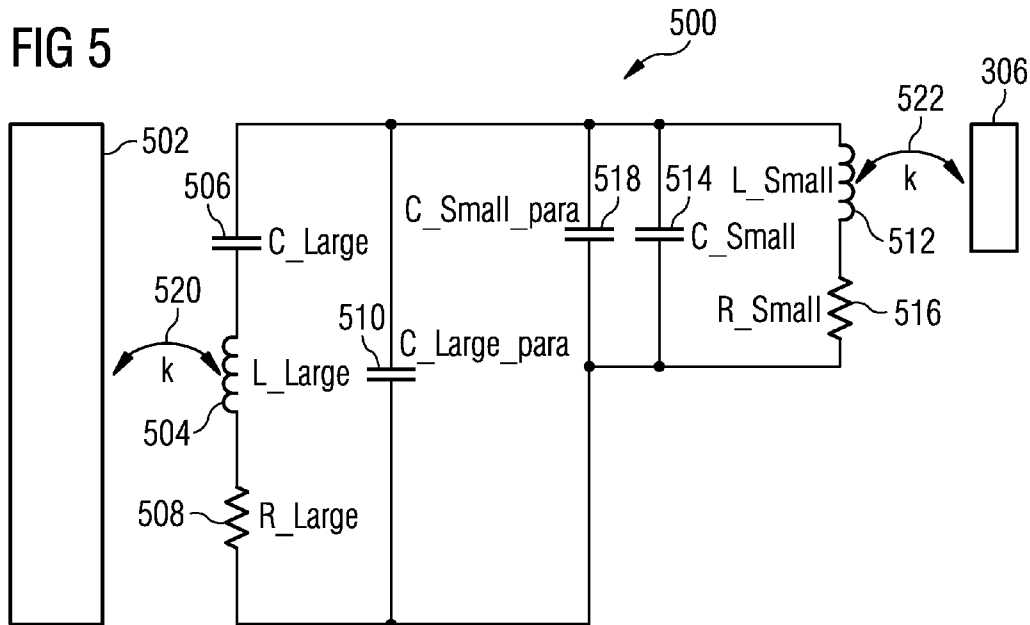 FIG 5
500
306
502
522
506
518
514
L_Small
k
C_Small_para
C_Large
C_Small
512
520
510
R_Small
516
C_Large_para
k
L_Large
504
508
R_Large